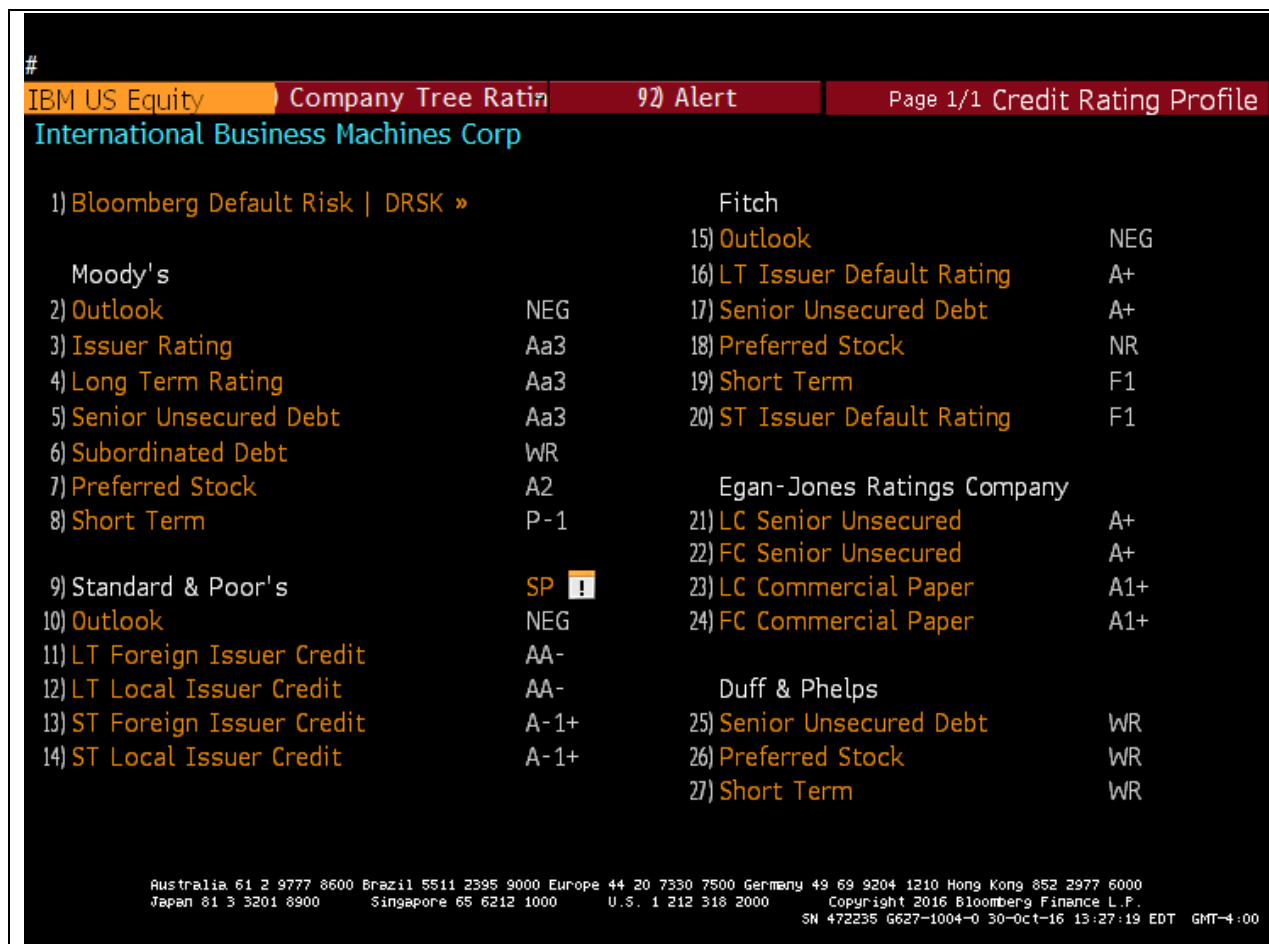 #
IBM US Equity ) Company Tree Ratin 92) Alert Page 1/1 Credit Rating Profile
International Business Machines Corp
1) Bloomberg Default Risk | DRSK »
Moody's
2) Outlook NEG
3) Issuer Rating Aa3
4) Long Term Rating Aa3
5) Senior Unsecured Debt Aa3
6) Subordinated Debt WR
7) Preferred Stock A2
8) Short Term P-1
9) Standard & Poor's SP !
10) Outlook NEG
11) LT Foreign Issuer Credit AA-
12) LT Local Issuer Credit AA-
13) ST Foreign Issuer Credit A-1+
14) ST Local Issuer Credit A-1+
Fitch
15) Outlook NEG
16) LT Issuer Default Rating A+
17) Senior Unsecured Debt A+
18) Preferred Stock NR
19) Short Term F1
20) ST Issuer Default Rating F1
Egan-Jones Ratings Company
21) LC Senior Unsecured A+
22) FC Senior Unsecured A+
23) LC Commercial Paper A1+
24) FC Commercial Paper A1+
Duff & Phelps
25) Senior Unsecured Debt WR
26) Preferred Stock WR
27) Short Term WR
Australia 61 2 9777 8600 Brazil 5511 2395 9000 Europe 44 20 7330 7500 Germany 49 69 9204 1210 Hong Kong 852 2977 6000
Japan 81 3 3201 8900 Singapore 65 6212 1000 U.S. 1 212 318 2000 Copyright 2016 Bloomberg Finance L.P.
SN 472235 G627-1004-0 30-Oct-16 13:27:19 EDT GMT-4:00